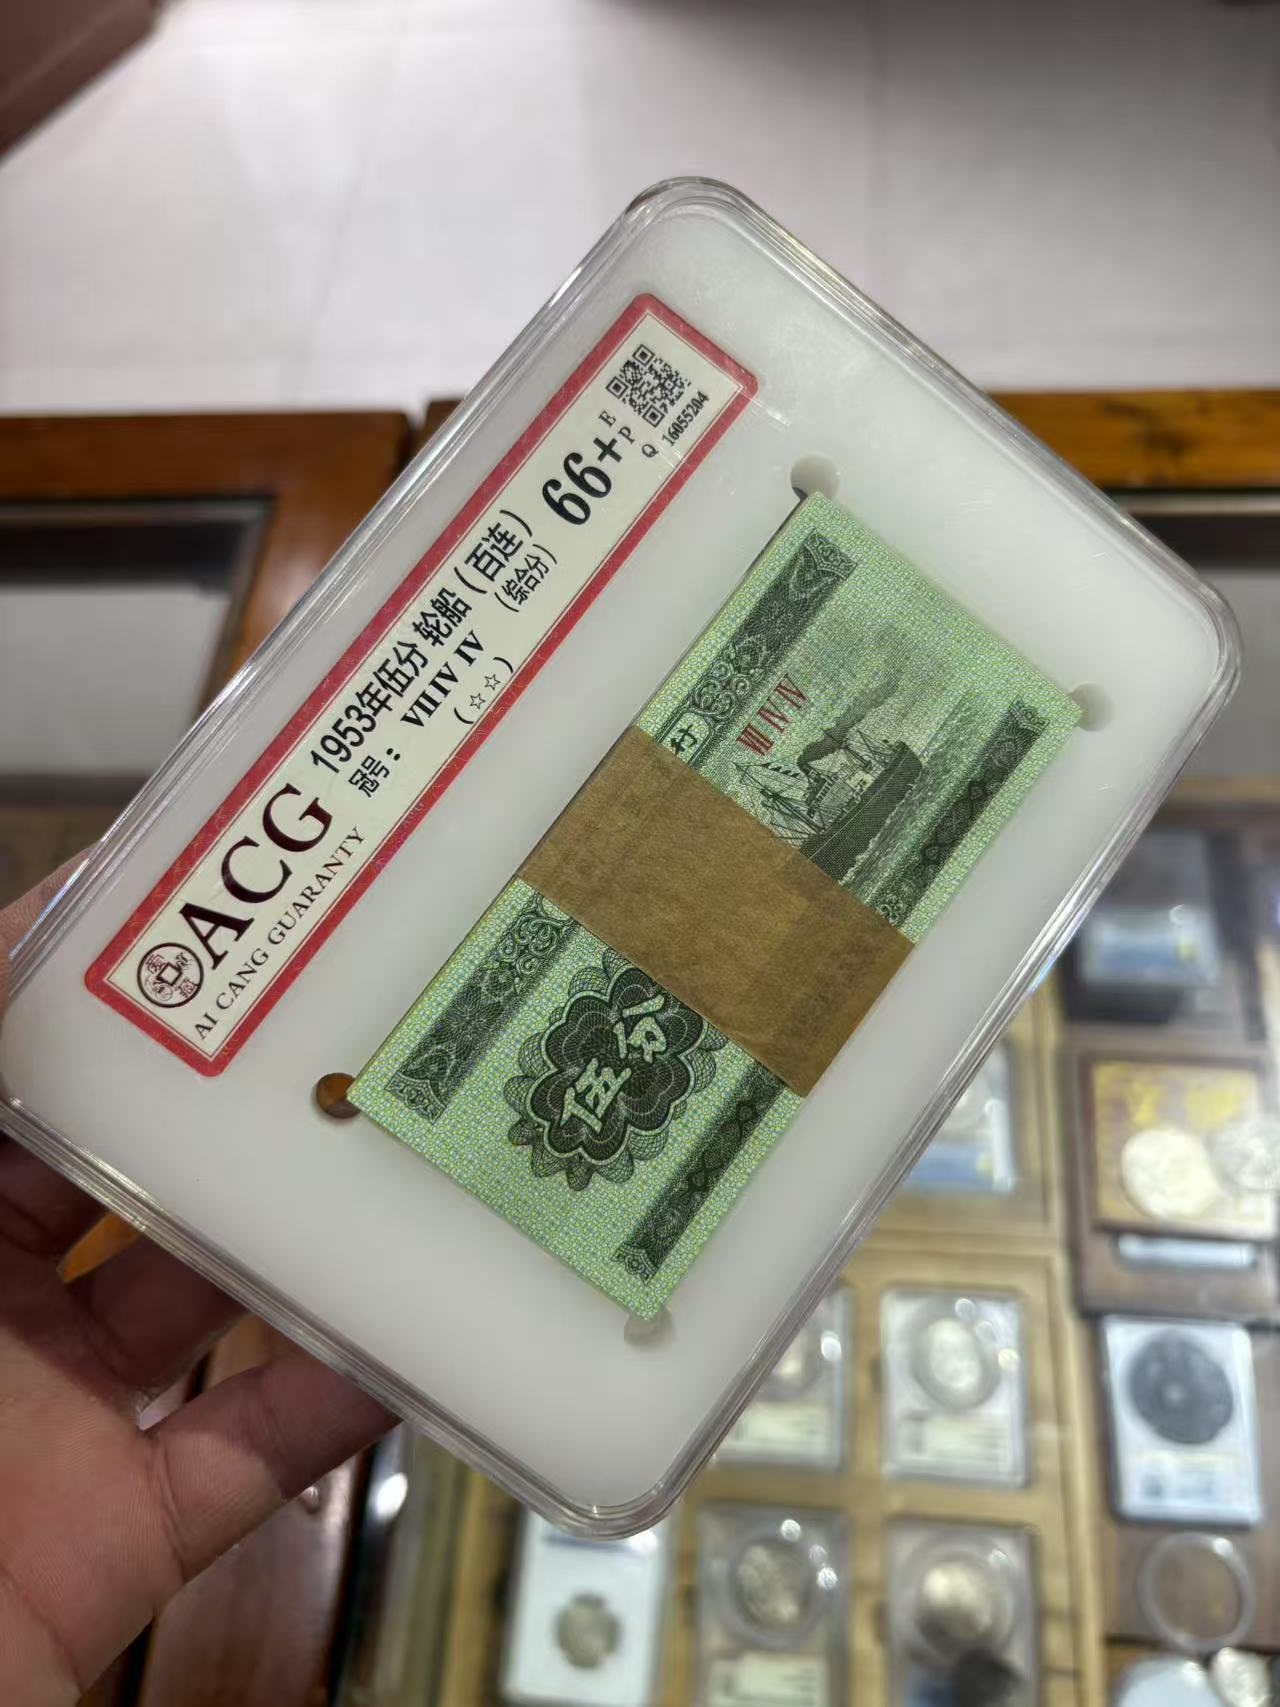 ACG
AI CANG GUARANTY
1953年伍分 轮船（百连）
冠号： VII IV IV （综合分）
（☆☆）
66+
E
P
Q
16055204
VII IV IV
行
伍分